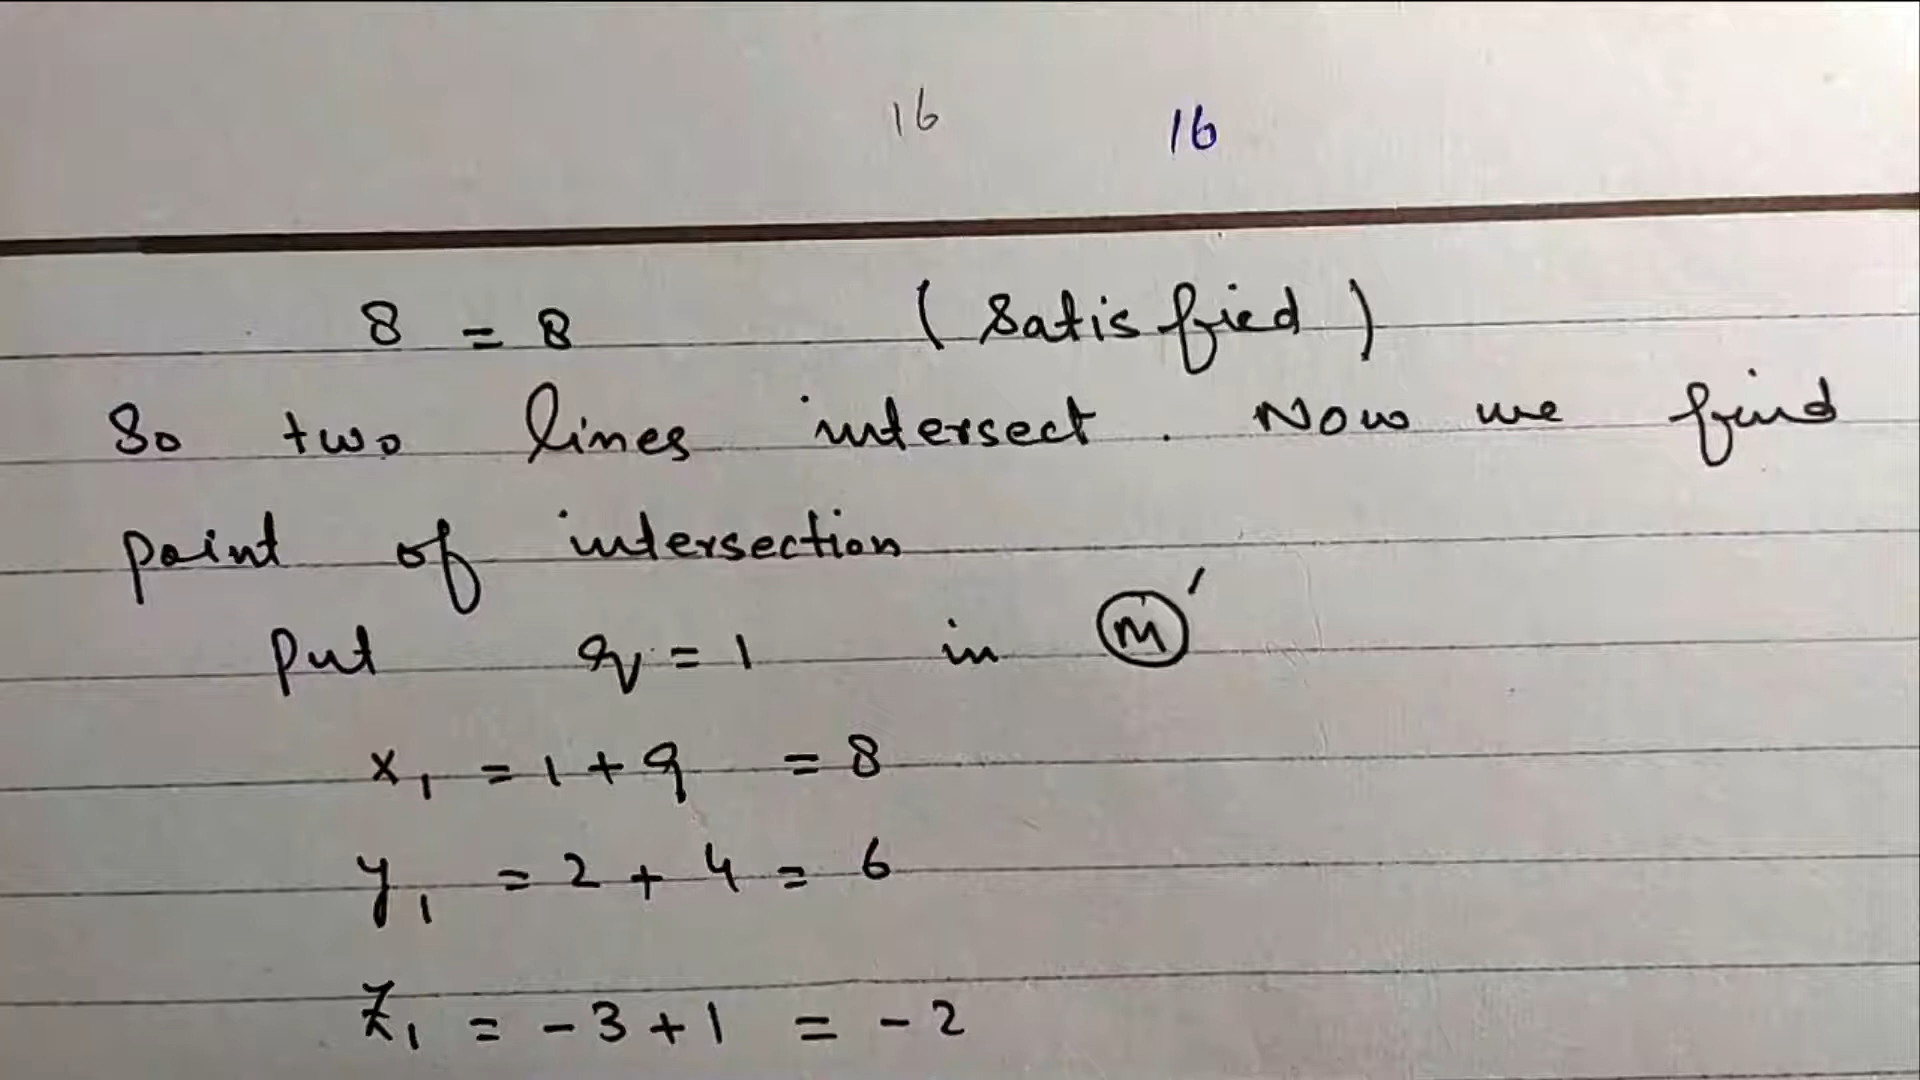 16 16
8 = 8 (Satisfied)
So two lines intersect. Now we find
point of intersection
Put q = 1 in (m)'
x₁ = 1 + 9 = 8
y₁ = 2 + 4 = 6
z₁ = -3 + 1 = -2